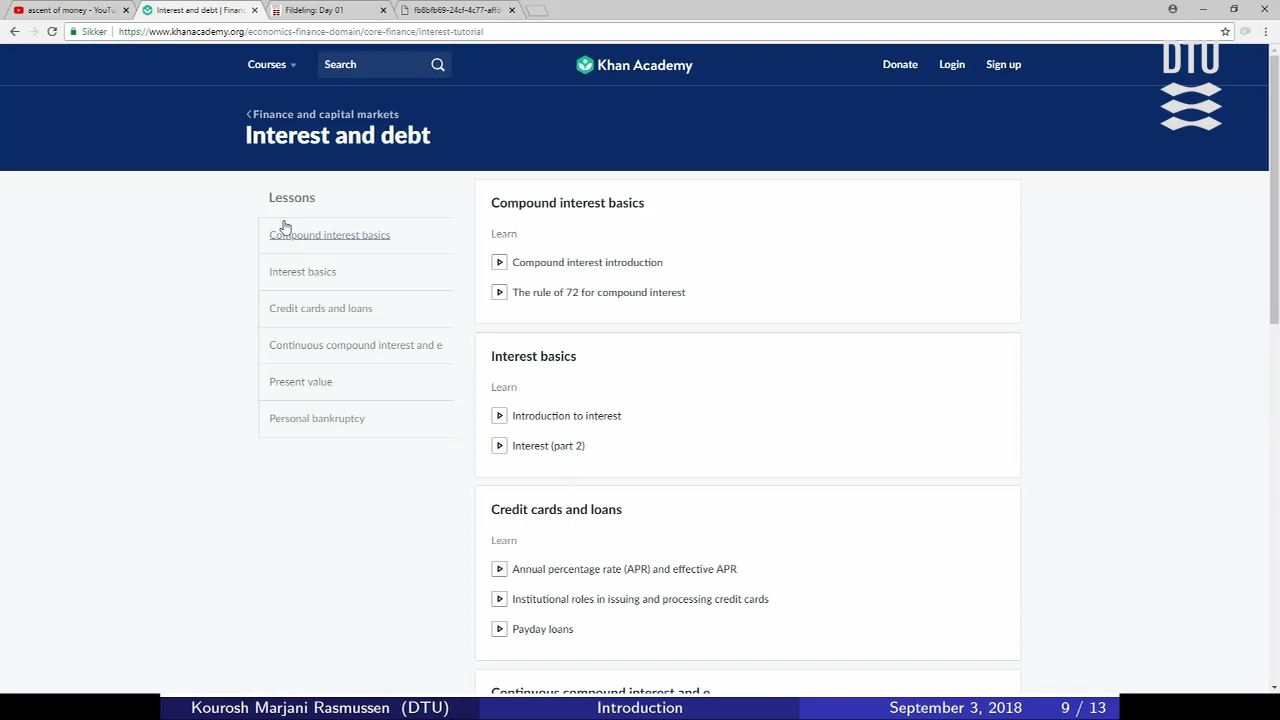 ascent of money - YouTu
Interest and debt | Finan
Fildeling: Day 01
fb8bfb69-24cf-4c77-affd-
Sikker
https://www.khanacademy.org/economics-finance-domain/core-finance/interest-tutorial
Courses
Search
Khan Academy
Donate
Login
Sign up
DTU
Finance and capital markets
Interest and debt
Lessons
Compound interest basics
Interest basics
Credit cards and loans
Continuous compound interest and e
Present value
Personal bankruptcy
Compound interest basics
Learn
Compound interest introduction
The rule of 72 for compound interest
Interest basics
Learn
Introduction to interest
Interest (part 2)
Credit cards and loans
Learn
Annual percentage rate (APR) and effective APR
Institutional roles in issuing and processing credit cards
Payday loans
Continuous compound interest and e
Kourosh Marjani Rasmussen (DTU)
Introduction
September 3, 2018
9 / 13